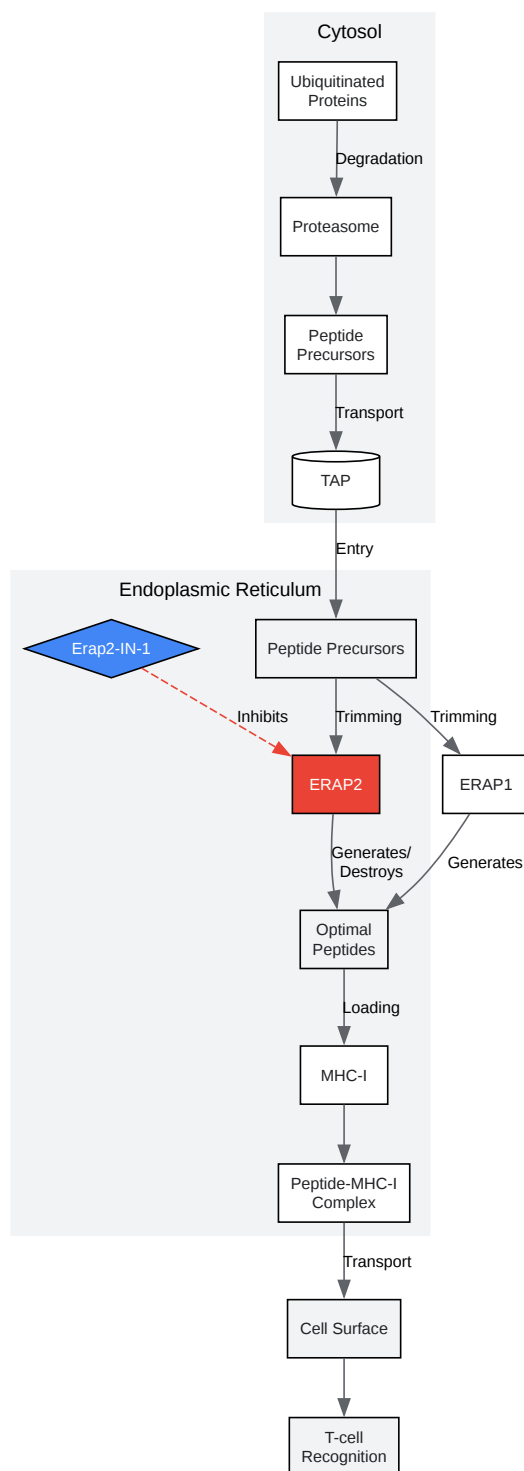 Cytosol
Ubiquitinated
Proteins
Degradation
Proteasome
Peptide
Precursors
Transport
TAP
Entry
Endoplasmic Reticulum
Erap2-IN-1
Peptide Precursors
Inhibits
Trimming
Trimming
ERAP2
ERAP1
Generates/
Destroys
Generates
Optimal
Peptides
Loading
MHC-I
Peptide-MHC-I
Complex
Transport
Cell Surface
T-cell
Recognition